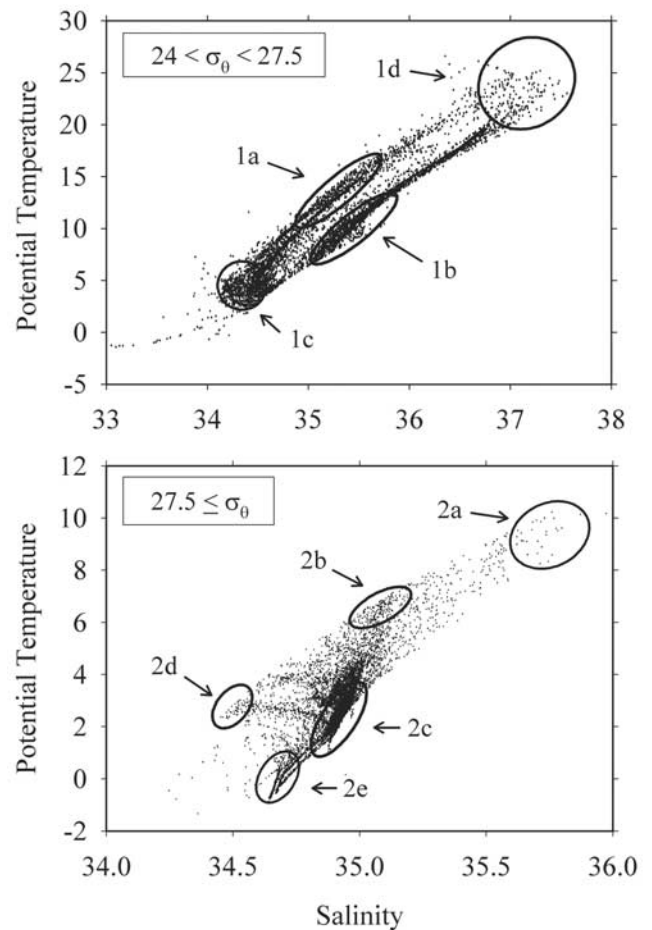 30
24 < σθ < 27.5
25
1d
20
1a
15
10
1b
5
0
1c
-5
33 34 35 36 37 38
Potential Temperature
12
27.5 ≤ σθ
2a
10
8
2b
6
2d
4
2
2c
0
2e
-2
34.0 34.5 35.0 35.5 36.0
Potential Temperature
Salinity